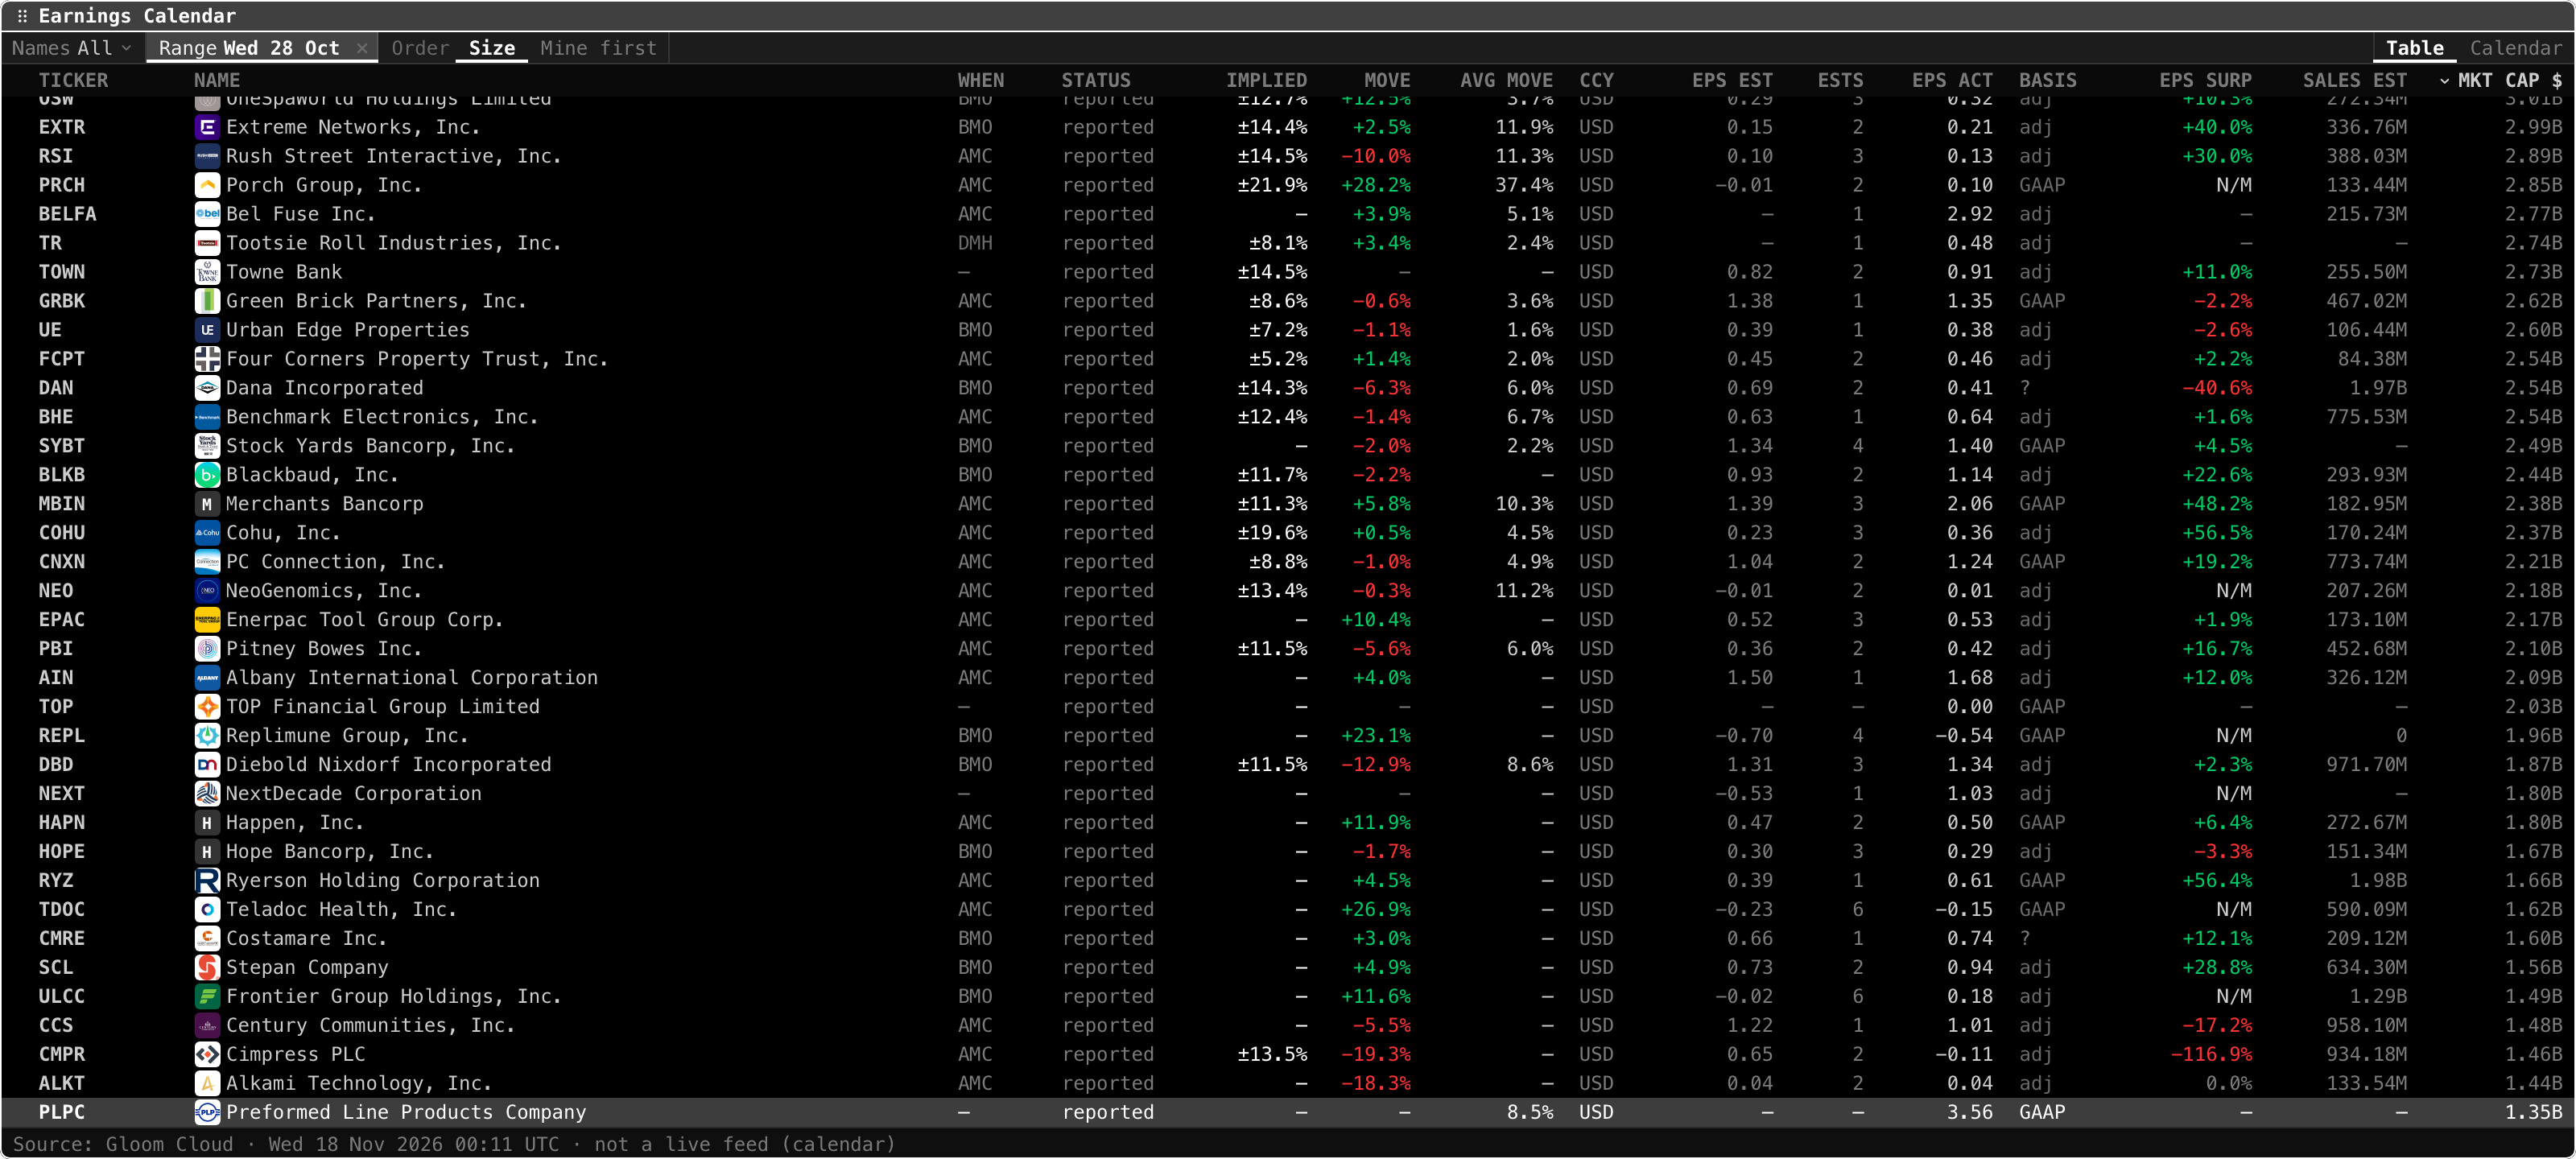 Earnings Calendar
Names All Range Wed 28 Oct × Order Size Mine first Table Calendar
TICKER NAME WHEN STATUS IMPLIED MOVE AVG MOVE CCY EPS EST ESTS EPS ACT BASIS EPS SURP SALES EST MKT CAP $
OSW OneSpaWorld Holdings Limited BMO reported ±12.7% +12.5% 3.7% USD 0.29 3 0.32 adj +10.3% 272.34M 3.01B
EXTR Extreme Networks, Inc. BMO reported ±14.4% +2.5% 11.9% USD 0.15 2 0.21 adj +40.0% 336.76M 2.99B
RSI Rush Street Interactive, Inc. AMC reported ±14.5% −10.0% 11.3% USD 0.10 3 0.13 adj +30.0% 388.03M 2.89B
PRCH Porch Group, Inc. AMC reported ±21.9% +28.2% 37.4% USD −0.01 2 0.10 GAAP N/M 133.44M 2.85B
BELFA bel Bel Fuse Inc. AMC reported — +3.9% 5.1% USD — 1 2.92 adj — 215.73M 2.77B
TR Tootsie Roll Industries, Inc. DMH reported ±8.1% +3.4% 2.4% USD — 1 0.48 adj — — 2.74B
TOWN TOWNE BANK Towne Bank — reported ±14.5% — — USD 0.82 2 0.91 adj +11.0% 255.50M 2.73B
GRBK Green Brick Partners, Inc. AMC reported ±8.6% −0.6% 3.6% USD 1.38 1 1.35 GAAP −2.2% 467.02M 2.62B
UE UE Urban Edge Properties BMO reported ±7.2% −1.1% 1.6% USD 0.39 1 0.38 adj −2.6% 106.44M 2.60B
FCPT Four Corners Property Trust, Inc. AMC reported ±5.2% +1.4% 2.0% USD 0.45 2 0.46 adj +2.2% 84.38M 2.54B
DAN DANA Dana Incorporated BMO reported ±14.3% −6.3% 6.0% USD 0.69 2 0.41 ? −40.6% 1.97B 2.54B
BHE Benchmark Electronics, Inc. AMC reported ±12.4% −1.4% 6.7% USD 0.63 1 0.64 adj +1.6% 775.53M 2.54B
SYBT Stock Yards Stock Yards Bancorp, Inc. BMO reported — −2.0% 2.2% USD 1.34 4 1.40 GAAP +4.5% — 2.49B
BLKB b Blackbaud, Inc. BMO reported ±11.7% −2.2% — USD 0.93 2 1.14 adj +22.6% 293.93M 2.44B
MBIN M Merchants Bancorp AMC reported ±11.3% +5.8% 10.3% USD 1.39 3 2.06 GAAP +48.2% 182.95M 2.38B
COHU Cohu Cohu, Inc. AMC reported ±19.6% +0.5% 4.5% USD 0.23 3 0.36 adj +56.5% 170.24M 2.37B
CNXN PC Connection, Inc. AMC reported ±8.8% −1.0% 4.9% USD 1.04 2 1.24 GAAP +19.2% 773.74M 2.21B
NEO NEO NeoGenomics, Inc. AMC reported ±13.4% −0.3% 11.2% USD −0.01 2 0.01 adj N/M 207.26M 2.18B
EPAC Enerpac Tool Group Corp. AMC reported — +10.4% — USD 0.52 3 0.53 adj +1.9% 173.10M 2.17B
PBI Pitney Bowes Inc. AMC reported ±11.5% −5.6% 6.0% USD 0.36 2 0.42 adj +16.7% 452.68M 2.10B
AIN ALBANY Albany International Corporation AMC reported — +4.0% — USD 1.50 1 1.68 adj +12.0% 326.12M 2.09B
TOP TOP Financial Group Limited — reported — — — USD — — 0.00 GAAP — — 2.03B
REPL Replimune Group, Inc. BMO reported — +23.1% — USD −0.70 4 −0.54 GAAP N/M 0 1.96B
DBD DN Diebold Nixdorf Incorporated BMO reported ±11.5% −12.9% 8.6% USD 1.31 3 1.34 adj +2.3% 971.70M 1.87B
NEXT NextDecade Corporation — reported — — — USD −0.53 1 1.03 adj N/M — 1.80B
HAPN H Happen, Inc. AMC reported — +11.9% — USD 0.47 2 0.50 GAAP +6.4% 272.67M 1.80B
HOPE H Hope Bancorp, Inc. BMO reported — −1.7% — USD 0.30 3 0.29 adj −3.3% 151.34M 1.67B
RYZ R Ryerson Holding Corporation AMC reported — +4.5% — USD 0.39 1 0.61 GAAP +56.4% 1.98B 1.66B
TDOC Teladoc Health, Inc. AMC reported — +26.9% — USD −0.23 6 −0.15 GAAP N/M 590.09M 1.62B
CMRE Costamare Inc. BMO reported — +3.0% — USD 0.66 1 0.74 ? +12.1% 209.12M 1.60B
SCL Stepan Company BMO reported — +4.9% — USD 0.73 2 0.94 adj +28.8% 634.30M 1.56B
ULCC Frontier Group Holdings, Inc. BMO reported — +11.6% — USD −0.02 6 0.18 adj N/M 1.29B 1.49B
CCS Century Communities, Inc. AMC reported — −5.5% — USD 1.22 1 1.01 adj −17.2% 958.10M 1.48B
CMPR Cimpress PLC AMC reported ±13.5% −19.3% — USD 0.65 2 −0.11 adj −116.9% 934.18M 1.46B
ALKT Alkami Technology, Inc. AMC reported — −18.3% — USD 0.04 2 0.04 adj 0.0% 133.54M 1.44B
PLPC PLP Preformed Line Products Company — reported — — 8.5% USD — — 3.56 GAAP — — 1.35B
Source: Gloom Cloud · Wed 18 Nov 2026 00:11 UTC · not a live feed (calendar)